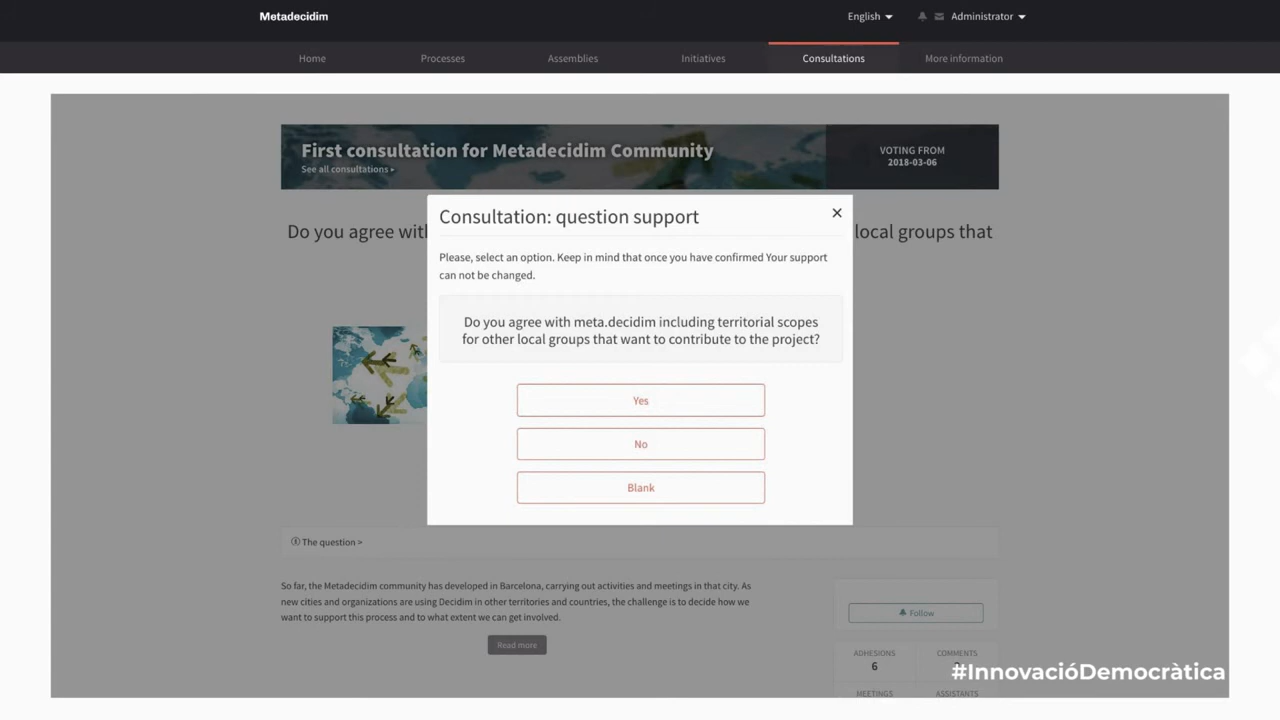 Metadecidim
English
Administrator
Home
Processes
Assemblies
Initiatives
Consultations
More information
First consultation for Metadecidim Community
See all consultations ▸
VOTING FROM
2018-03-06
Do you agree wit
local groups that
Consultation: question support
×
Please, select an option. Keep in mind that once you have confirmed Your support
can not be changed.
Do you agree with meta.decidim including territorial scopes
for other local groups that want to contribute to the project?
Yes
No
Blank
The question >
So far, the Metadecidim community has developed in Barcelona, carrying out activities and meetings in that city. As
new cities and organizations are using Decidim in other territories and countries, the challenge is to decide how we
want to support this process and to what extent we can get involved.
Read more
Follow
ADHESIONS
6
COMMENTS
MEETINGS
ASSISTANTS
#InnovacióDemocràtica